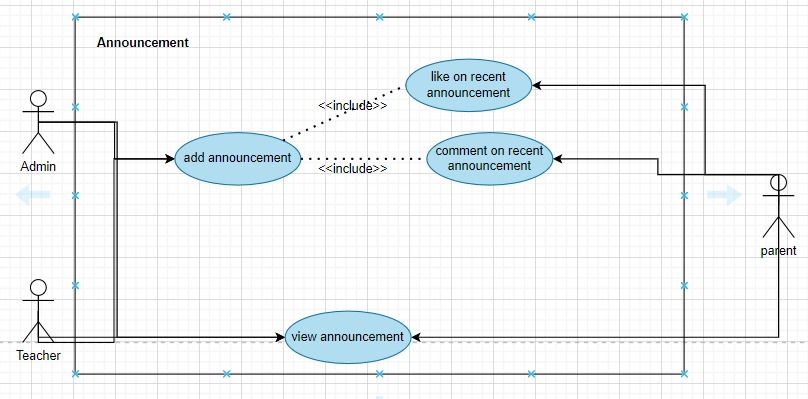 Announcement
like on recent
announcement
<<include>>
Admin
add announcement
comment on recent
announcement
<<include>>
parent
view announcement
Teacher